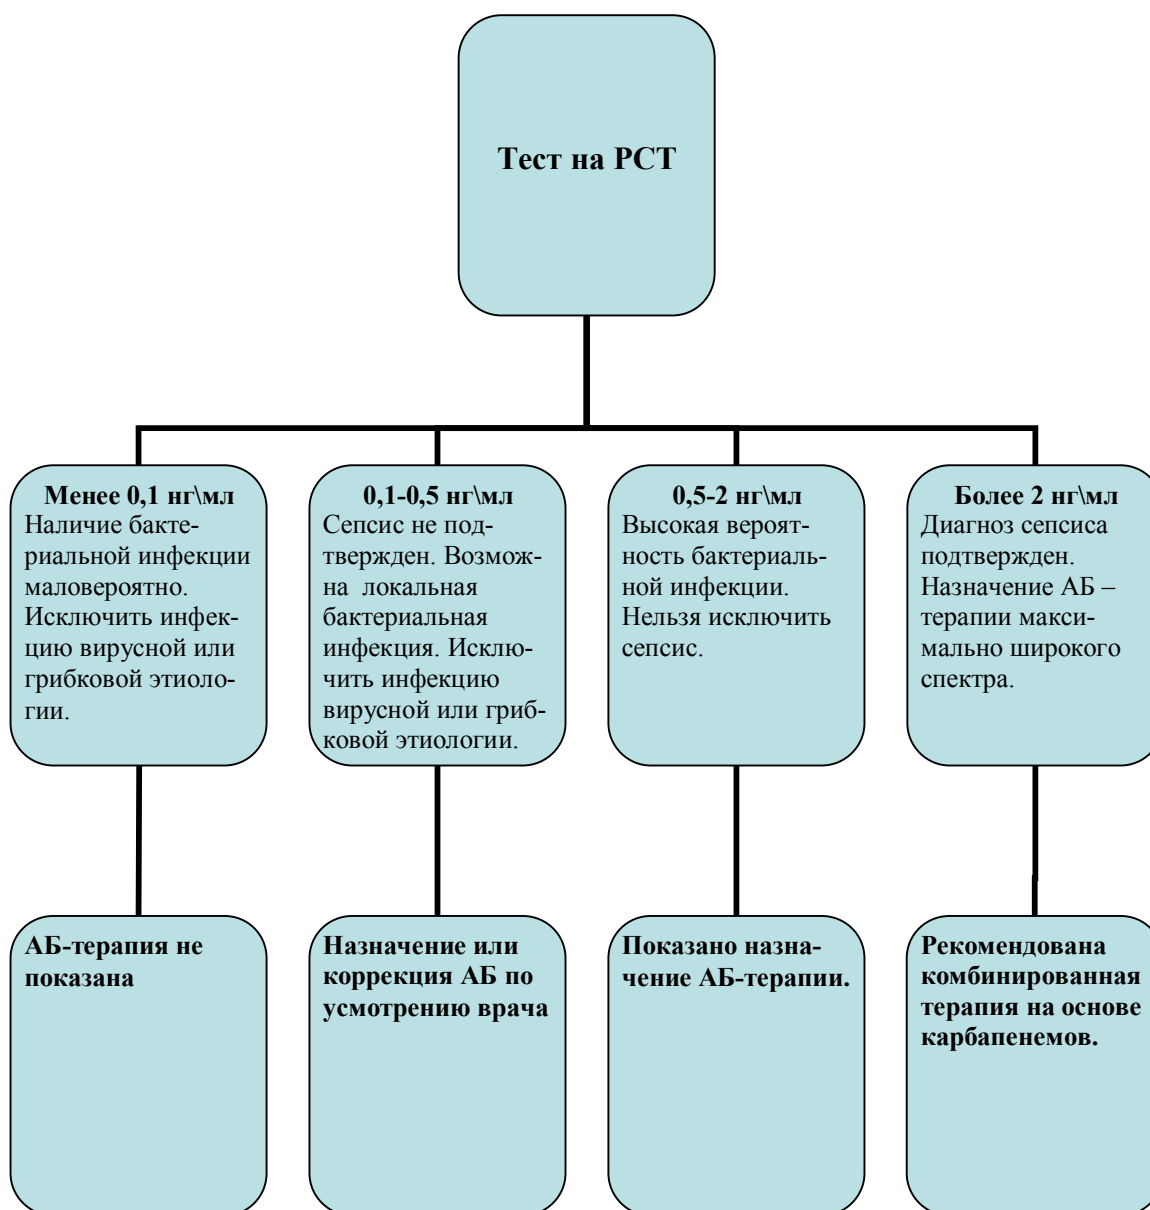 Тест на PCT
Менее 0,1 нг\мл
Наличие бакте-
риальной инфекции
маловероятно.
Исключить инфек-
цию вирусной или
грибковой этиоло-
гии.
0,1-0,5 нг\мл
Сепсис не под-
твержден. Возмож-
на локальная
бактериальная
инфекция. Исклю-
чить инфекцию
вирусной или гриб-
ковой этиологии.
0,5-2 нг\мл
Высокая вероят-
ность бактериаль-
ной инфекции.
Нельзя исключить
сепсис.
Более 2 нг\мл
Диагноз сепсиса
подтвержден.
Назначение АБ –
терапии макси-
мально широкого
спектра.
АБ-терапия не
показана
Назначение или
коррекция АБ по
усмотрению врача
Показано назна-
чение АБ-терапии.
Рекомендована
комбинированная
терапия на основе
карбапенемов.